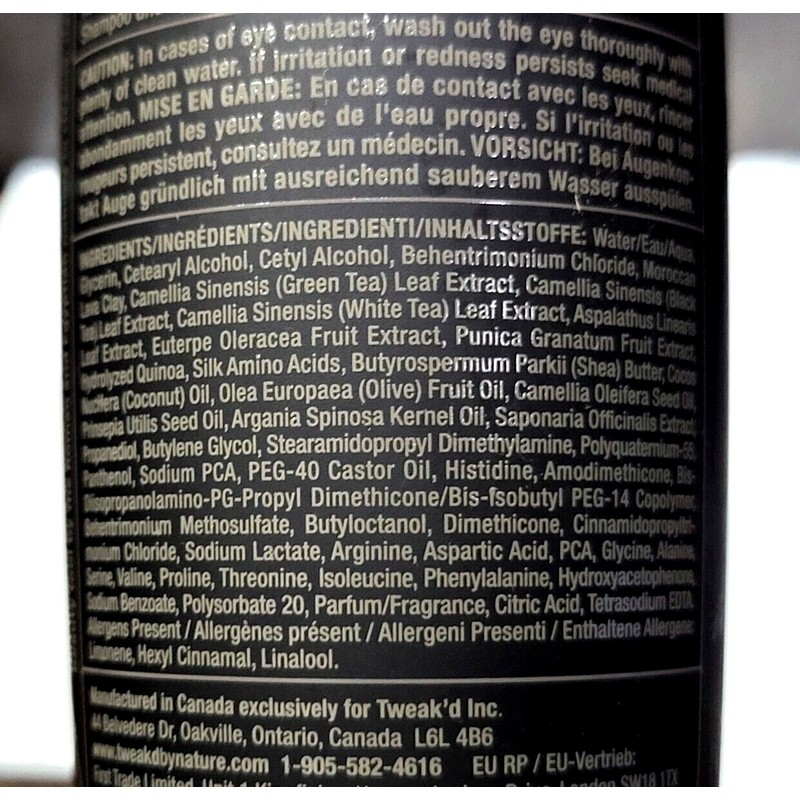 Shampoo
CAUTION: In cases of eye contact, wash out the eye thoroughly with
plenty of clean water. If irritation or redness persists seek medical
attention. MISE EN GARDE: En cas de contact avec les yeux, rincer
abondamment les yeux avec de l'eau propre. Si l'irritation ou les
rougeurs persistent, consultez un médecin. VORSICHT: Bei Augenkon-
takt Auge gründlich mit ausreichend sauberem Wasser ausspülen.
INGREDIENTS/INGRÉDIENTS/INGREDIENTI/INHALTSSTOFFE: Water/Eau/Aqua,
Glycerin, Cetearyl Alcohol, Cetyl Alcohol, Behentrimonium Chloride, Moroccan
Lava Clay, Camellia Sinensis (Green Tea) Leaf Extract, Camellia Sinensis (Black
Tea) Leaf Extract, Camellia Sinensis (White Tea) Leaf Extract, Aspalathus Linearis
Leaf Extract, Euterpe Oleracea Fruit Extract, Punica Granatum Fruit Extract,
Hydrolyzed Quinoa, Silk Amino Acids, Butyrospermum Parkii (Shea) Butter, Cocos
Nucifera (Coconut) Oil, Olea Europaea (Olive) Fruit Oil, Camellia Oleifera Seed Oil,
Prinsepia Utilis Seed Oil, Argania Spinosa Kernel Oil, Saponaria Officinalis Extract,
Propanediol, Butylene Glycol, Stearamidopropyl Dimethylamine, Polyquaternium-55,
Panthenol, Sodium PCA, PEG-40 Castor Oil, Histidine, Amodimethicone, Bis-
Diisopropanolamino-PG-Propyl Dimethicone/Bis-Isobutyl PEG-14 Copolymer,
Behentrimonium Methosulfate, Butyloctanol, Dimethicone, Cinnamidopropyltri-
monium Chloride, Sodium Lactate, Arginine, Aspartic Acid, PCA, Glycine, Alanine,
Serine, Valine, Proline, Threonine, Isoleucine, Phenylalanine, Hydroxyacetophenone,
Sodium Benzoate, Polysorbate 20, Parfum/Fragrance, Citric Acid, Tetrasodium EDTA.
Allergens Present / Allergènes présent / Allergeni Presenti / Enthaltene Allergene:
Limonene, Hexyl Cinnamal, Linalool.
Manufactured in Canada exclusively for Tweak'd Inc.
44 Belvedere Dr, Oakville, Ontario, Canada L6L 4B6
www.tweakdbynature.com 1-905-582-4616 EU RP / EU-Vertrieb:
First Trade Limited, Unit 1 London SW18 1TX